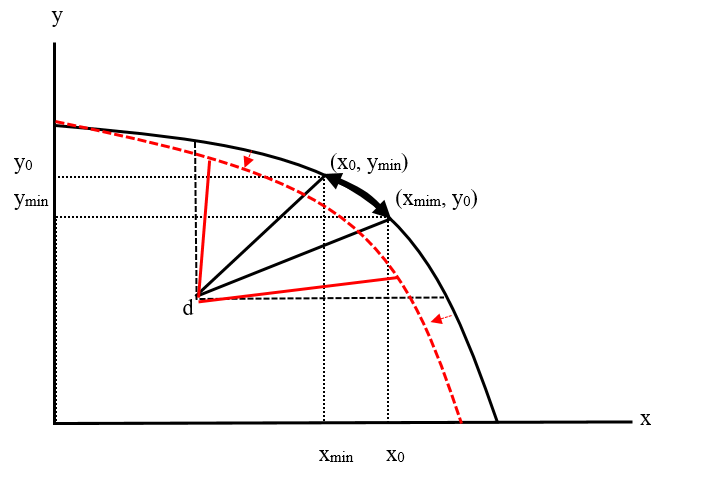 y
y₀
(x₀, yₘᵢₙ)
yₘᵢₙ
(xₘᵢₘ, y₀)
d
x
xₘᵢₙ
x₀